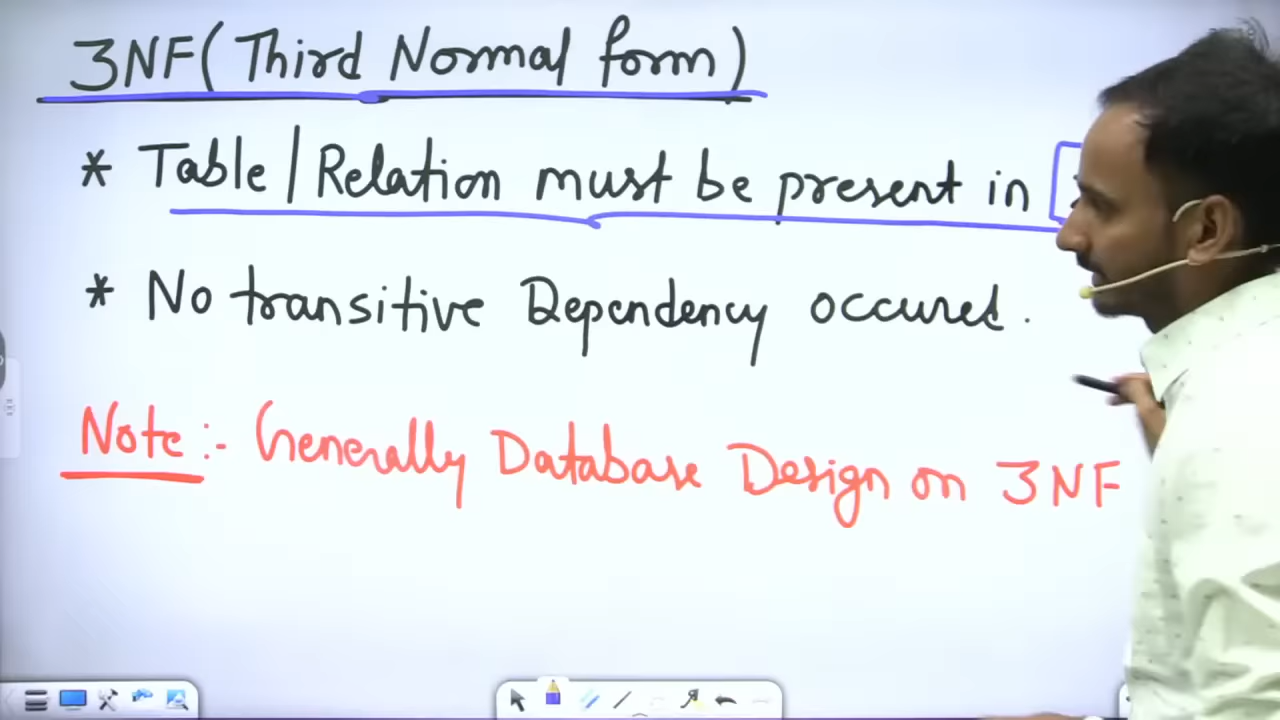 3NF (Third Normal form)
* Table / Relation must be present in
* No transitive Dependency occured.
Note :- Generally Database Design on 3NF